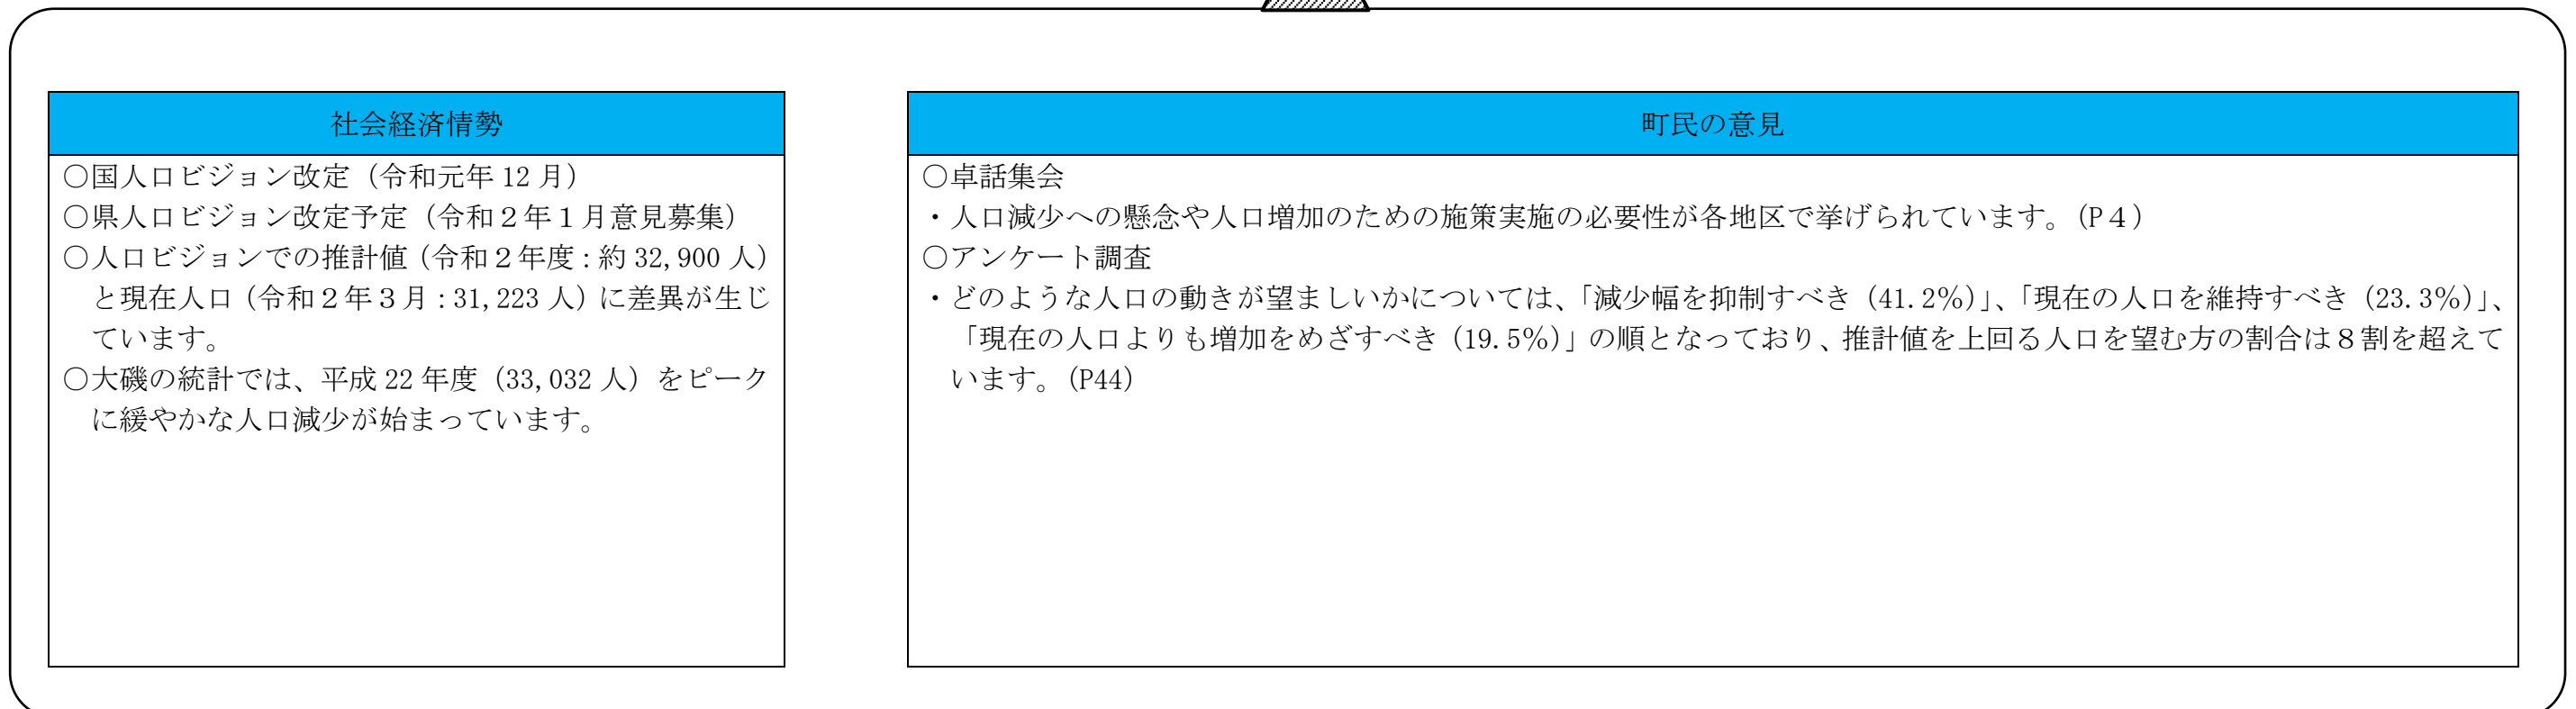 社会経済情勢
○国人口ビジョン改定（令和元年 12 月）
○県人口ビジョン改定予定（令和２年１月意見募集）
○人口ビジョンでの推計値（令和２年度：約 32,900 人）
と現在人口（令和２年３月：31,223 人）に差異が生じ
ています。
○大磯の統計では、平成 22 年度（33,032 人）をピーク
に緩やかな人口減少が始まっています。
町民の意見
○卓話集会
・人口減少への懸念や人口増加のための施策実施の必要性が各地区で挙げられています。（P４）
○アンケート調査
・どのような人口の動きが望ましいかについては、「減少幅を抑制すべき（41.2％）」、「現在の人口を維持すべき（23.3％）」、
「現在の人口よりも増加をめざすべき（19.5％）」の順となっており、推計値を上回る人口を望む方の割合は８割を超えて
います。（P44）